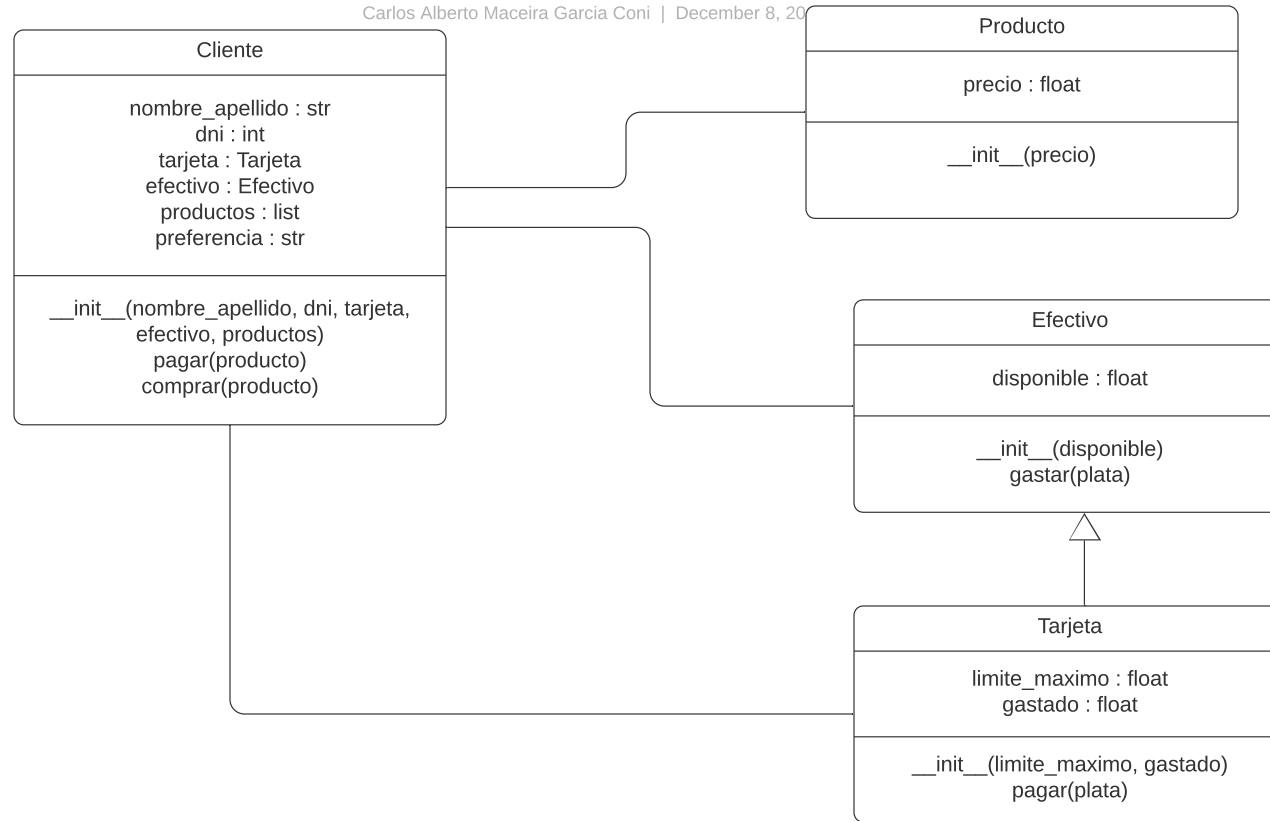 Carlos Alberto Maceira Garcia Coni | December 8, 20
Cliente
nombre_apellido : str
dni : int
tarjeta : Tarjeta
efectivo : Efectivo
productos : list
preferencia : str
__init__(nombre_apellido, dni, tarjeta,
efectivo, productos)
pagar(producto)
comprar(producto)
Producto
precio : float
__init__(precio)
Efectivo
disponible : float
__init__(disponible)
gastar(plata)
Tarjeta
limite_maximo : float
gastado : float
__init__(limite_maximo, gastado)
pagar(plata)